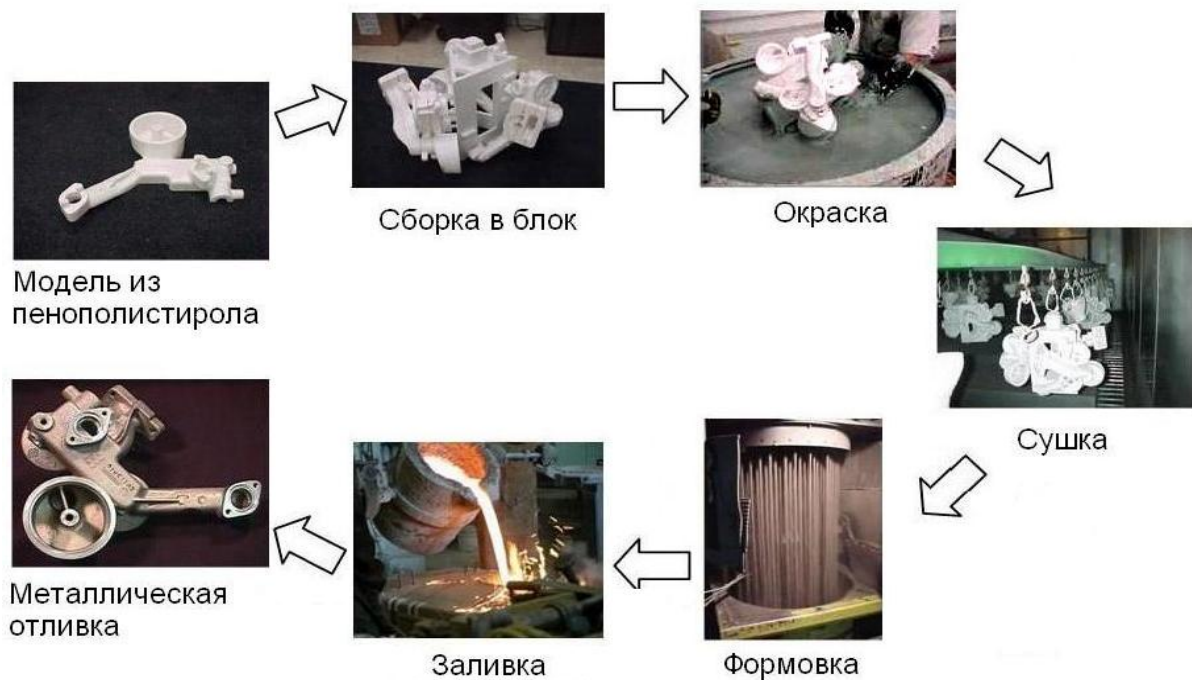 Модель из
пенополистирола
Сборка в блок
Окраска
Сушка
Формовка
Заливка
Металлическая
отливка